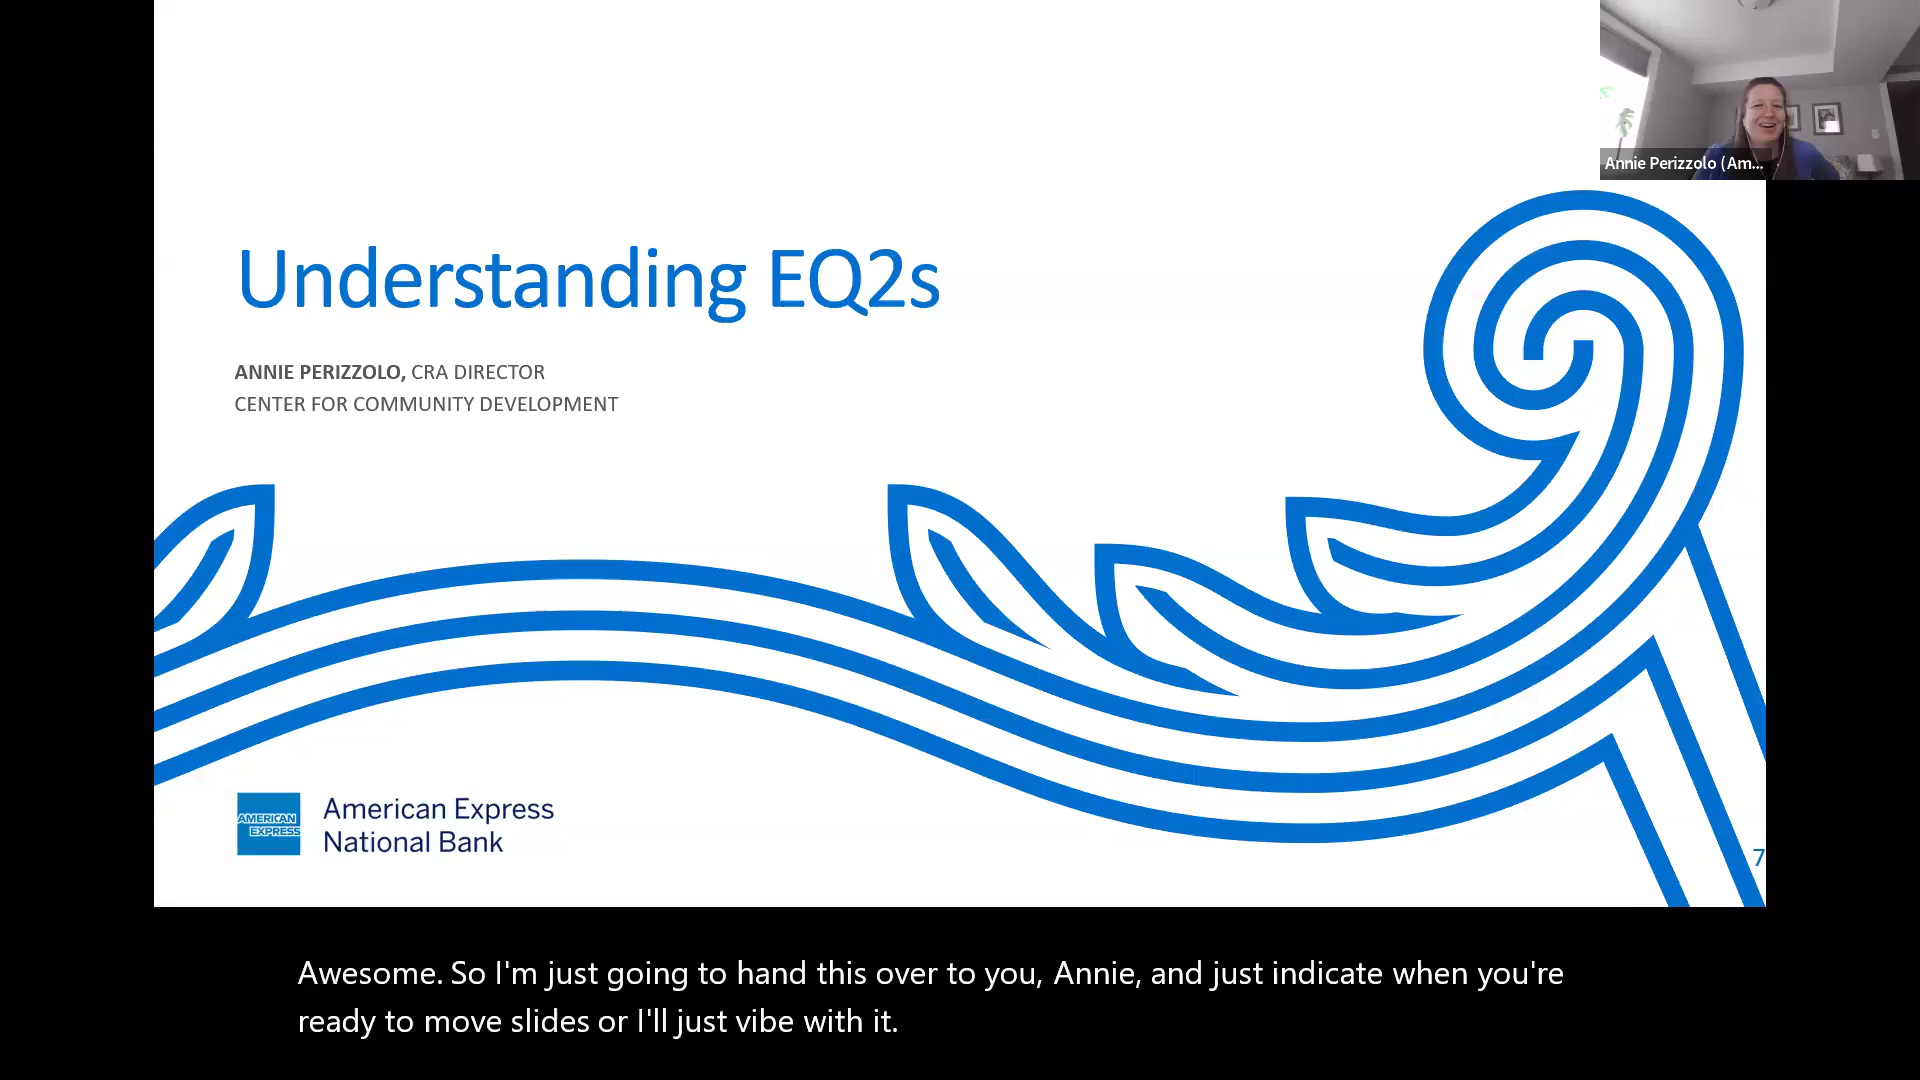 Annie Perizzolo (Am...
Understanding EQ2s
ANNIE PERIZZOLO, CRA DIRECTOR
CENTER FOR COMMUNITY DEVELOPMENT
AMERICAN
EXPRESS
American Express
National Bank
7
Awesome. So I'm just going to hand this over to you, Annie, and just indicate when you're
ready to move slides or I'll just vibe with it.